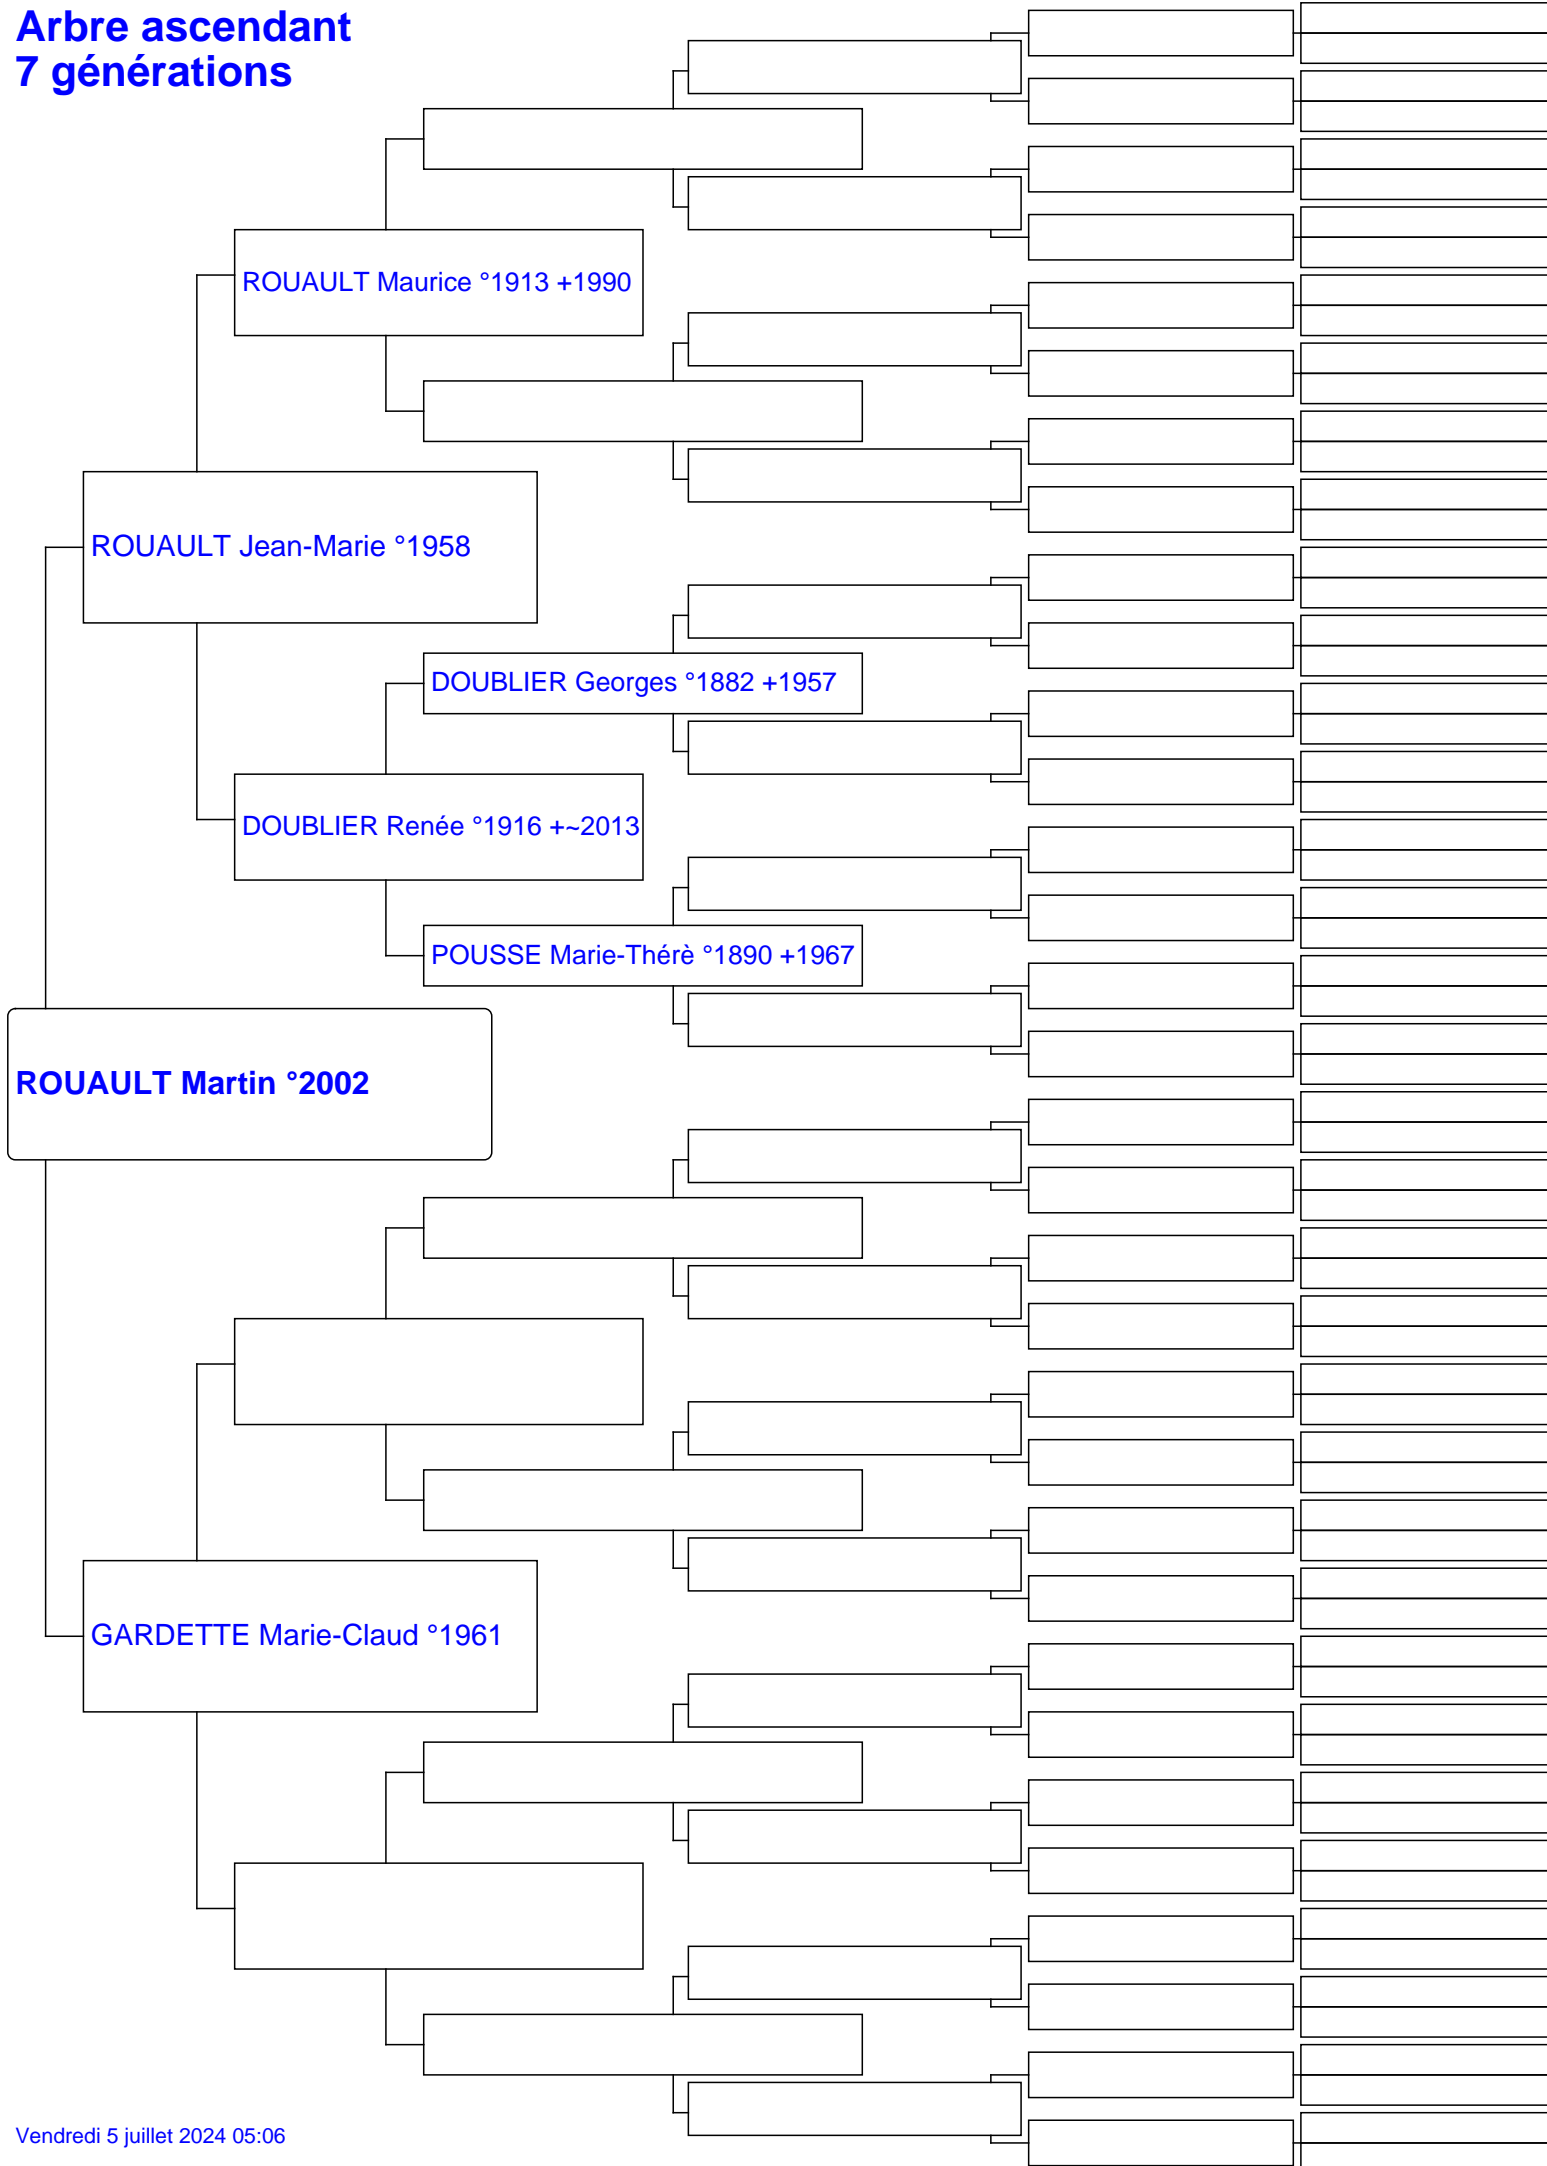 Arbre ascendant
7 générations
ROUAULT Maurice °1913 +1990
ROUAULT Jean-Marie °1958
DOUBLIER Georges °1882 +1957
DOUBLIER Renée °1916 +~2013
POUSSE Marie-Thérè °1890 +1967
ROUAULT Martin °2002
GARDETTE Marie-Claud °1961
Vendredi 5 juillet 2024 05:06